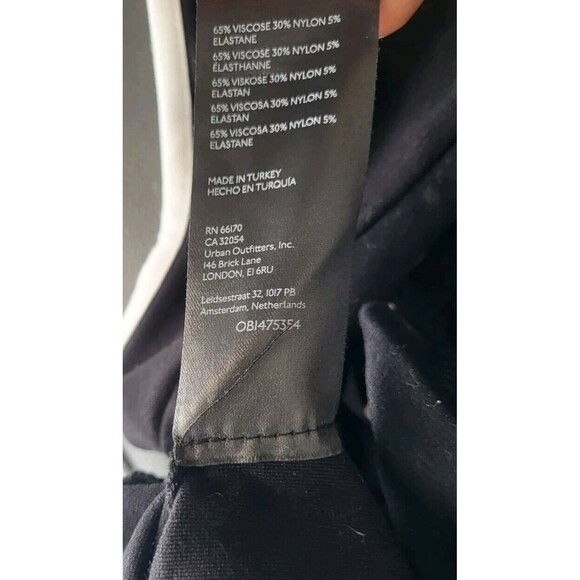 65% VISCOSE 30% NYLON 5%
ELASTANE
65% VISCOSE 30% NYLON 5%
ÉLASTHANNE
65% VISKOSE 30% NYLON 5%
ELASTAN
65% VISCOSA 30% NYLON 5%
ELASTAN
65% VISCOSA 30% NYLON 5%
ELASTANE
MADE IN TURKEY
HECHO EN TURQUÍA
RN 66170
CA 32054
Urban Outfitters, Inc.
146 Brick Lane
LONDON, E1 6RU
Leidsestraat 32, 1017 PB
Amsterdam, Netherlands
OB1475354